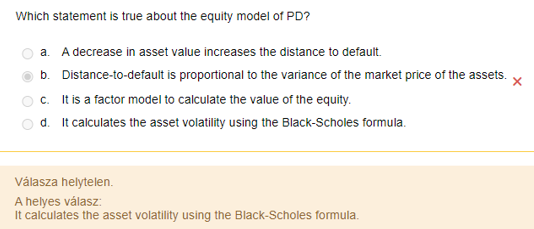 Which statement is true about the equity model of PD?
a. A decrease in asset value increases the distance to default.
b. Distance-to-default is proportional to the variance of the market price of the assets.
c. It is a factor model to calculate the value of the equity.
d. It calculates the asset volatility using the Black-Scholes formula.
Válasza helytelen.
A helyes válasz:
It calculates the asset volatility using the Black-Scholes formula.